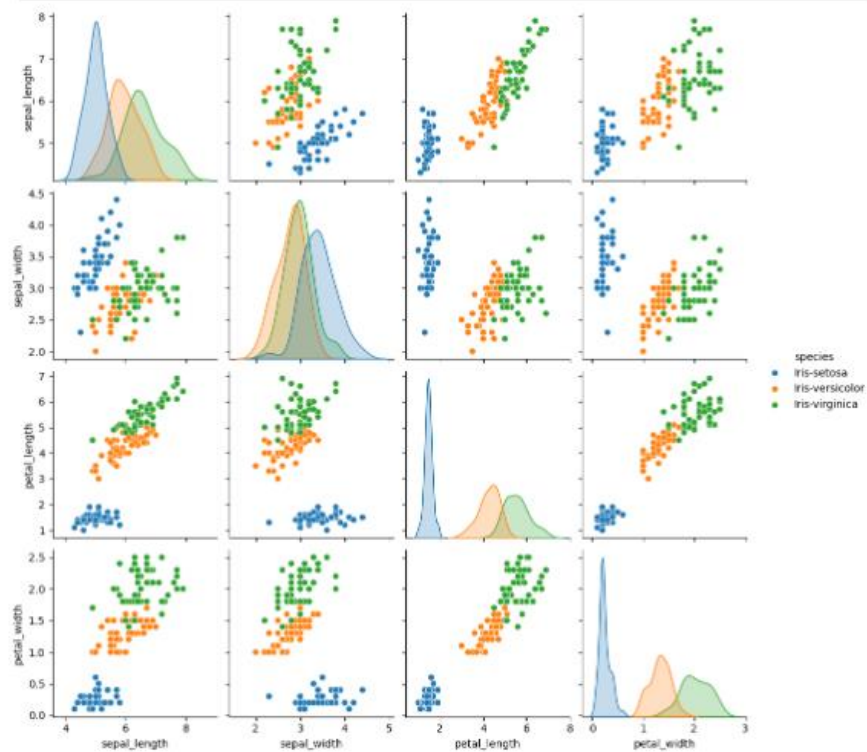 8
7
6
5
sepal_length
4.5
4.0
3.5
3.0
2.5
2.0
sepal_width
species
Iris-setosa
Iris-versicolor
Iris-virginica
7
6
5
4
3
2
1
petal_length
2.5
2.0
1.5
1.0
0.5
0.0
petal_width
4 6 8
2 3 4 5
2 4 6 8
0 1 2 3
sepal_length sepal_width petal_length petal_width